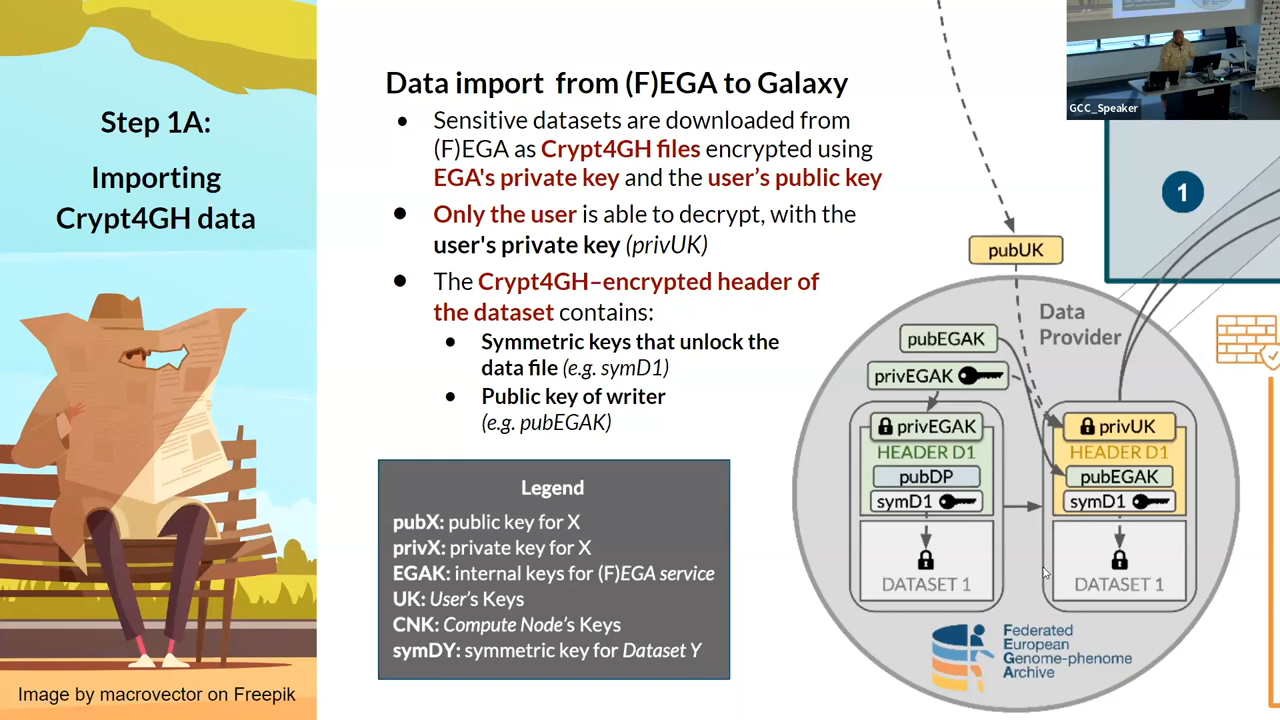 Step 1A:
Importing
Crypt4GH data
Image by macrovector on Freepik
Data import from (F)EGA to Galaxy
• Sensitive datasets are downloaded from
(F)EGA as Crypt4GH files encrypted using
EGA's private key and the user's public key
• Only the user is able to decrypt, with the
user's private key (privUK)
• The Crypt4GH–encrypted header of
the dataset contains:
• Symmetric keys that unlock the
data file (e.g. symD1)
• Public key of writer
(e.g. pubEGAK)
Legend
pubX: public key for X
privX: private key for X
EGAK: internal keys for (F)EGA service
UK: User's Keys
CNK: Compute Node's Keys
symDY: symmetric key for Dataset Y
GCC_Speaker
1
pubUK
Data
Provider
pubEGAK
privEGAK
privEGAK
HEADER D1
pubDP
symD1
DATASET 1
privUK
HEADER D1
pubEGAK
symD1
DATASET 1
Federated
European
Genome-phenome
Archive